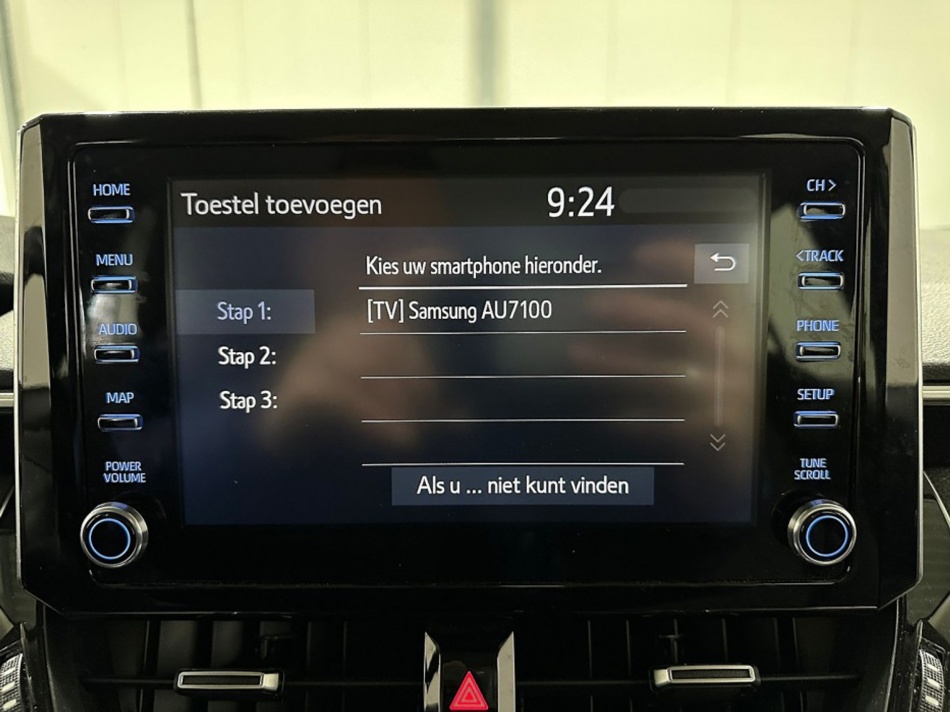 HOME
MENU
AUDIO
MAP
POWER
VOLUME
Toestel toevoegen 9:24
Kies uw smartphone hieronder.
Stap 1: [TV] Samsung AU7100
Stap 2:
Stap 3:
Als u ... niet kunt vinden
CH >
< TRACK
PHONE
SETUP
TUNE
SCROLL